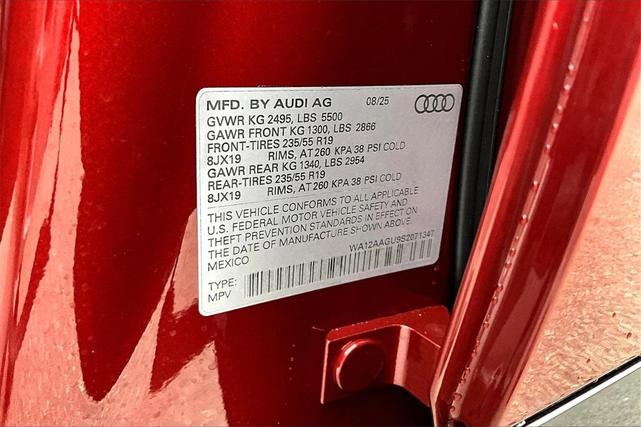 MFD. BY AUDI AG 08/25
GVWR KG 2495, LBS 5500
GAWR FRONT KG 1300, LBS 2866
FRONT-TIRES 235/55 R19
8JX19 RIMS, AT 260 KPA 38 PSI COLD
GAWR REAR KG 1340, LBS 2954
REAR-TIRES 235/55 R19
8JX19 RIMS, AT 260 KPA 38 PSI COLD
THIS VEHICLE CONFORMS TO ALL APPLICABLE
U.S. FEDERAL MOTOR VEHICLE SAFETY AND
THEFT PREVENTION STANDARDS IN EFFECT ON
THE DATE OF MANUFACTURE SHOWN ABOVE.
MEXICO WA12AAGU9S2071347
TYPE:
MPV